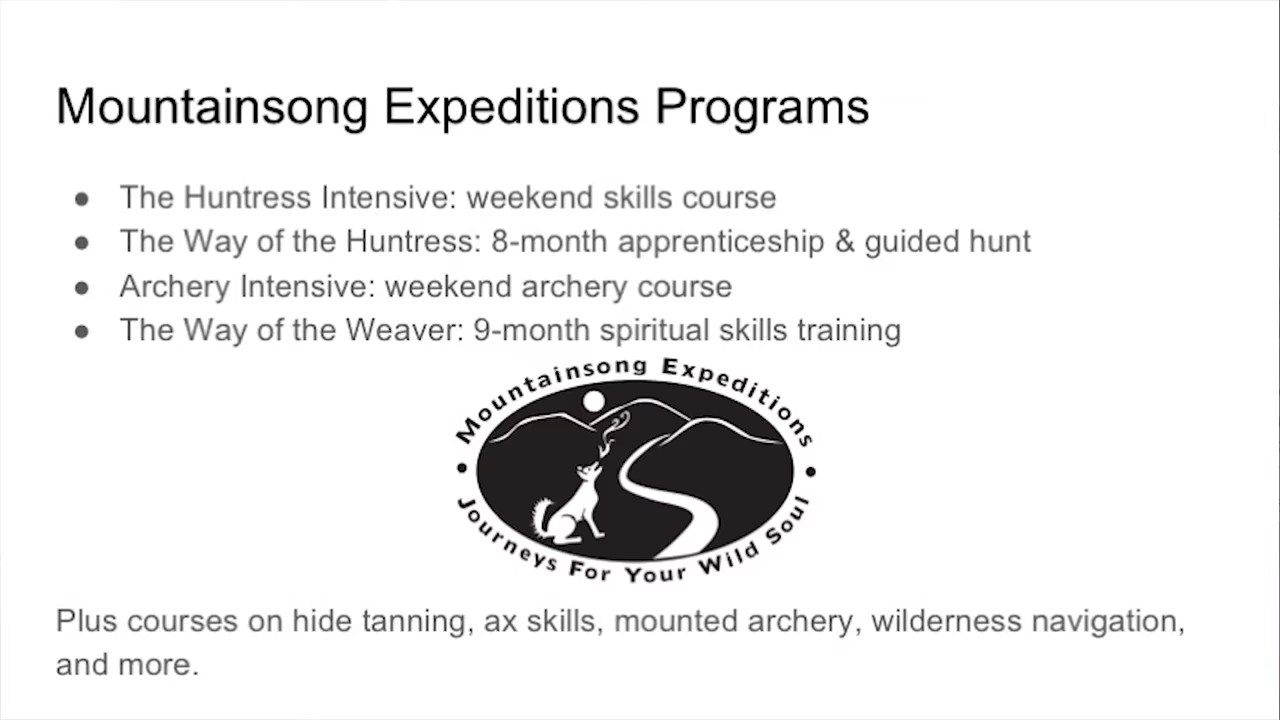 Mountainsong Expeditions Programs
● The Huntress Intensive: weekend skills course
● The Way of the Huntress: 8-month apprenticeship & guided hunt
● Archery Intensive: weekend archery course
● The Way of the Weaver: 9-month spiritual skills training
Mountainsong Expeditions
• Journeys For Your Wild Soul •
Plus courses on hide tanning, ax skills, mounted archery, wilderness navigation,
and more.